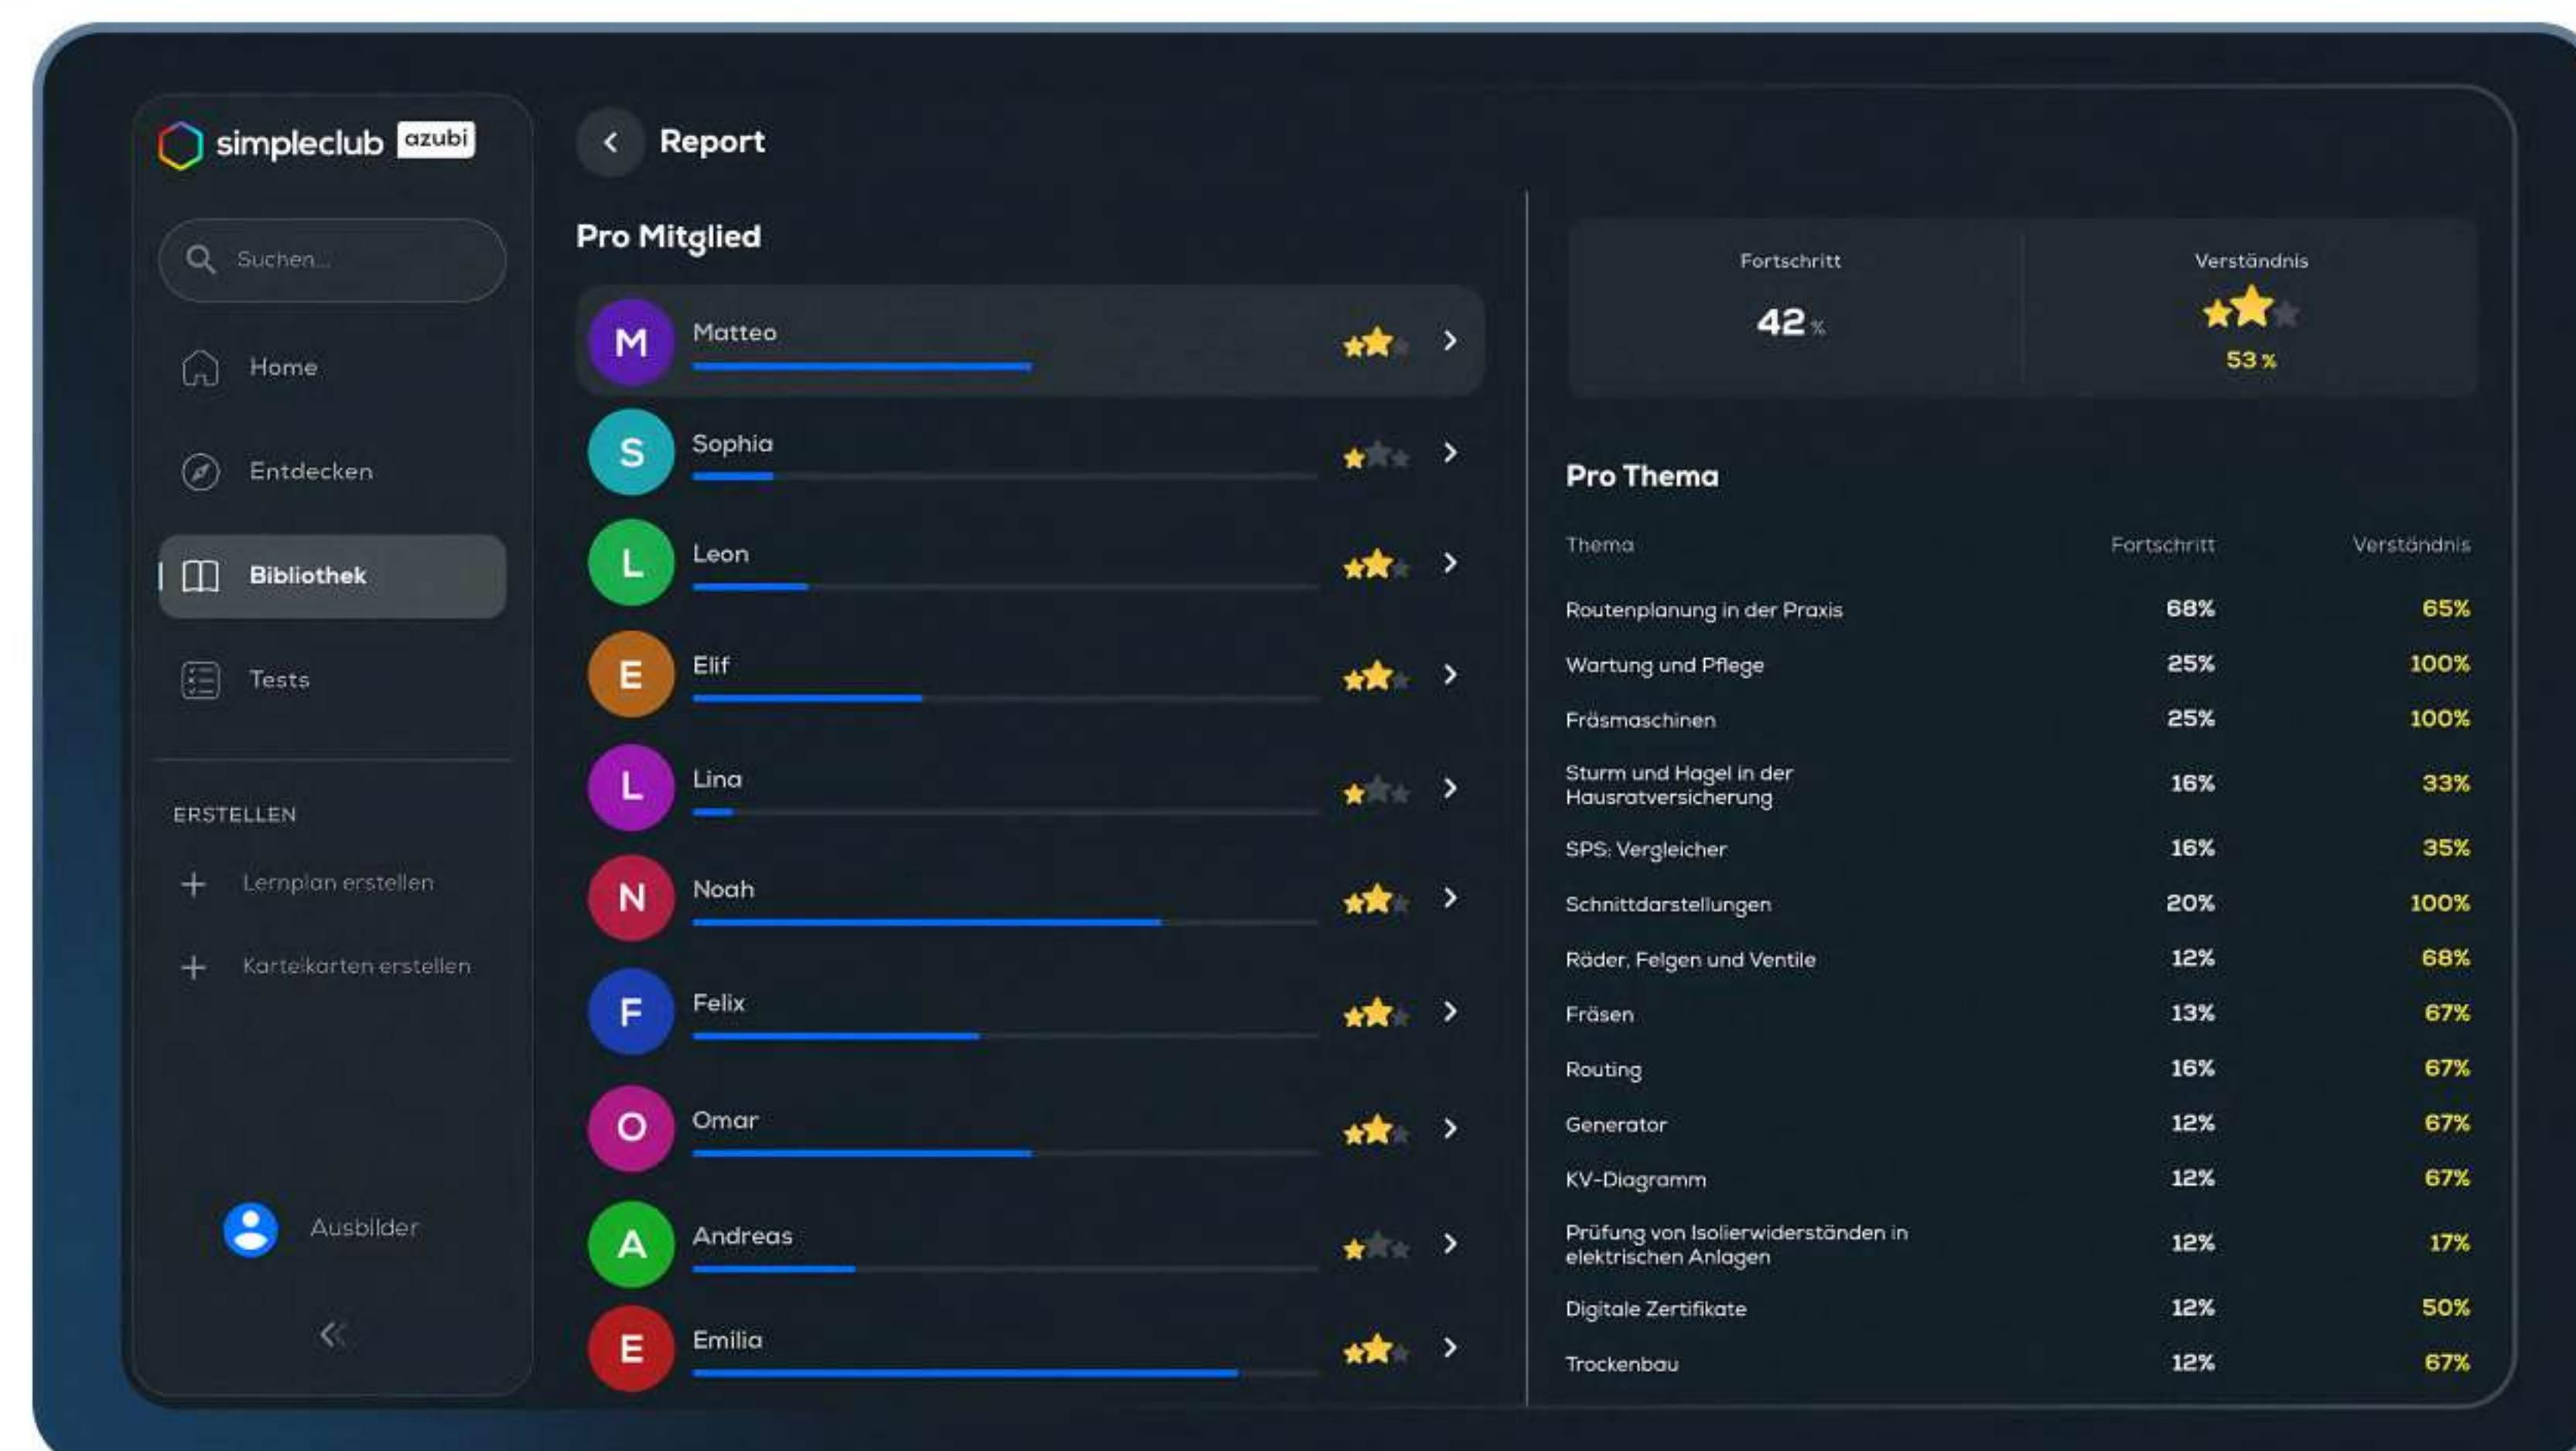 simpleclub azubi
Suchen...
Home
Entdecken
Bibliothek
Tests
ERSTELLEN
+ Lernplan erstellen
+ Karteikarten erstellen
Ausbilder
Report
Pro Mitglied
M Matteo
S Sophia
L Leon
E Elif
L Lina
N Noah
F Felix
O Omar
A Andreas
E Emilia
Fortschritt Verständnis
42 %
53 %
Pro Thema
Thema Fortschritt Verständnis
Routenplanung in der Praxis 68% 65%
Wartung und Pflege 25% 100%
Fräsmaschinen 25% 100%
Sturm und Hagel in der
Hausratversicherung 16% 33%
SPS: Vergleicher 16% 35%
Schnittdarstellungen 20% 100%
Räder, Felgen und Ventile 12% 68%
Fräsen 13% 67%
Routing 16% 67%
Generator 12% 67%
KV-Diagramm 12% 67%
Prüfung von Isolierwiderständen in
elektrischen Anlagen 12% 17%
Digitale Zertifikate 12% 50%
Trockenbau 12% 67%